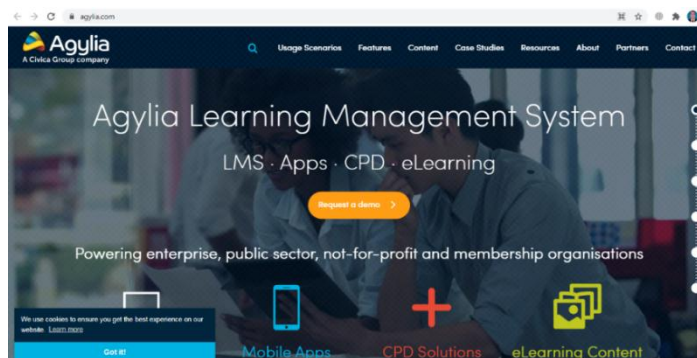 agylia.com
Agylia
A Civica Group company
Usage Scenarios Features Content Case Studies Resources About Partners Contact
Agylia Learning Management System
LMS · Apps · CPD · eLearning
Request a demo
Powering enterprise, public sector, not-for-profit and membership organisations
We use cookies to ensure you get the best experience on our
website. Learn more
Got it!
Mobile Apps CPD Solutions eLearning Content